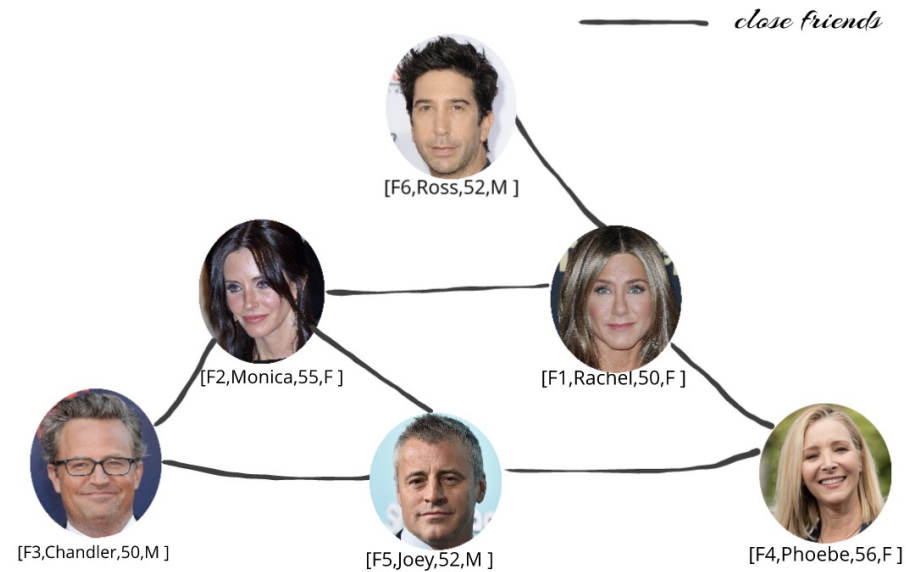 close friends
[F6,Ross,52,M ]
[F2,Monica,55,F ]
[F1,Rachel,50,F ]
[F3,Chandler,50,M ]
[F5,Joey,52,M ]
[F4,Phoebe,56,F ]